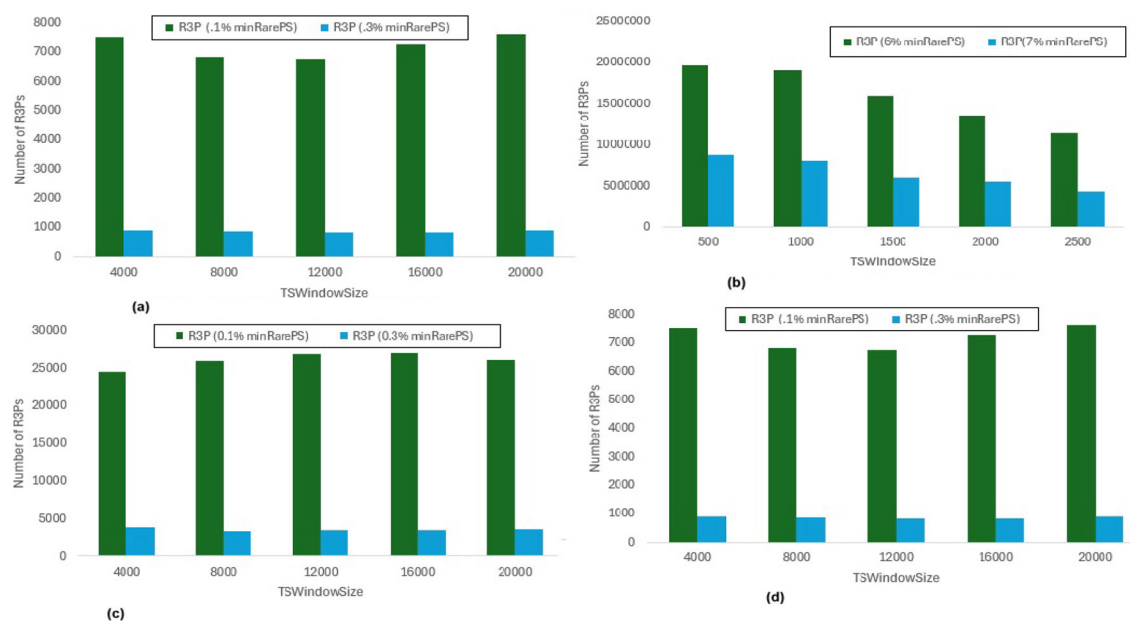 R3P (.1% minRarePS) R3P (.3% minRarePS)
8000
7000
6000
5000
4000
3000
2000
1000
0
Number of R3Ps
4000 8000 12000 16000 20000
TSWindowSize
(a)
R3P (6% minRarePS) R3P(7% minRarePS)
25000000
20000000
15000000
10000000
5000000
0
Number of R3Ps
500 1000 1500 2000 2500
TSWindowSize
(b)
R3P (0.1% minRarePS) R3P (0.3% minRarePS)
30000
25000
20000
15000
10000
5000
0
Number of R3Ps
4000 8000 12000 16000 20000
TSWindowSize
(c)
R3P (.1% minRarePS) R3P (.3% minRarePS)
8000
7000
6000
5000
4000
3000
2000
1000
0
Number of R3Ps
4000 8000 12000 16000 20000
TSWindowSize
(d)